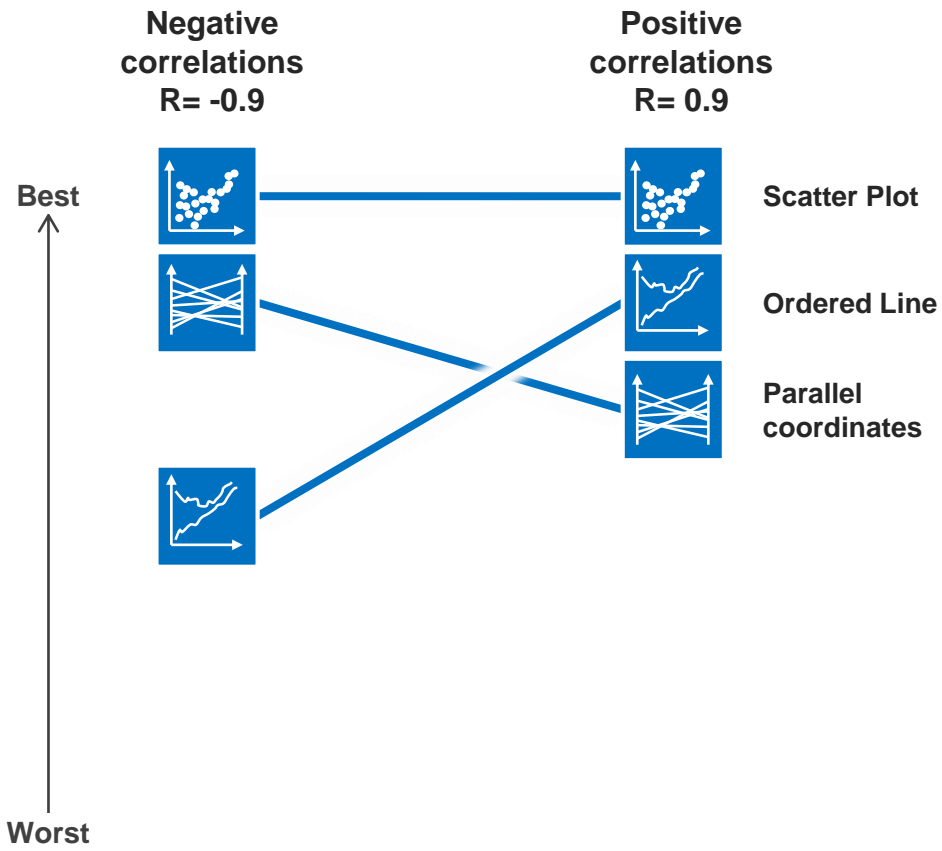 Negative
correlations
R= -0.9
Positive
correlations
R= 0.9
Best
Scatter Plot
Ordered Line
Parallel
coordinates
Worst